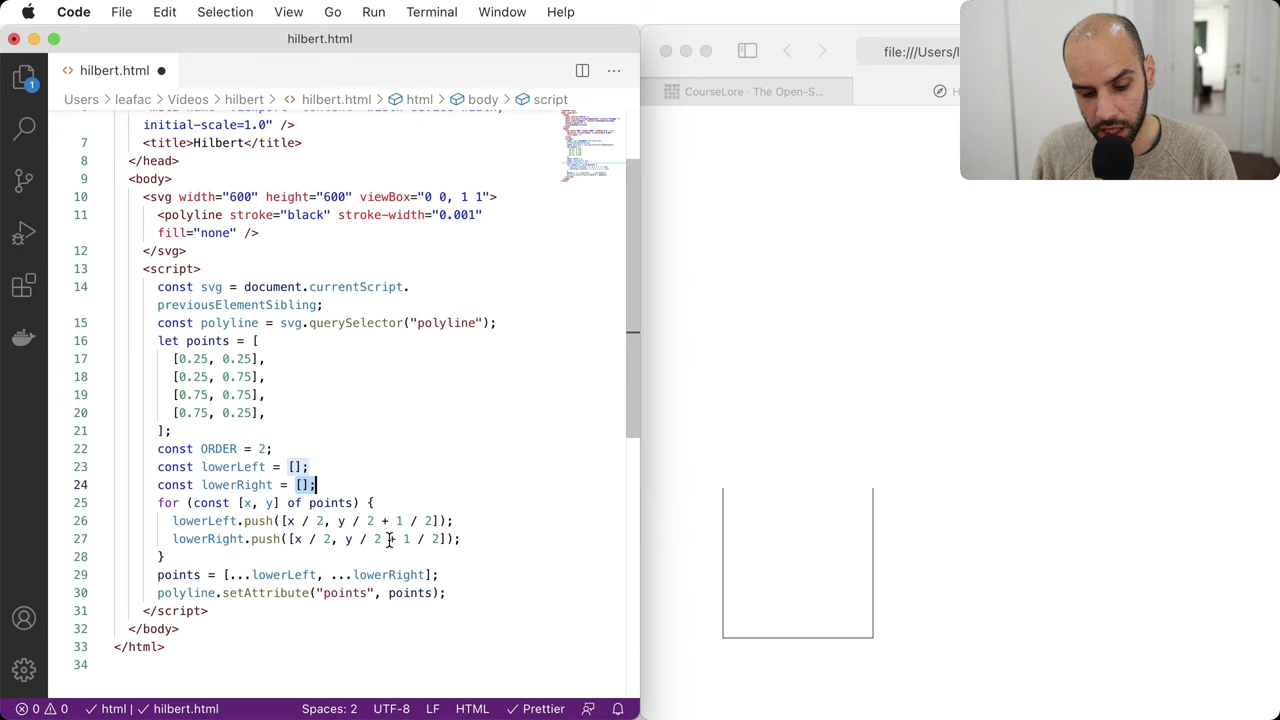 Code File Edit Selection View Go Run Terminal Window Help
hilbert.html
hilbert.html
Users > leafac > Videos > hilbert > hilbert.html > html > body > script
initial-scale=1.0" />
7 <title>Hilbert</title>
8 </head>
9 <body>
10 <svg width="600" height="600" viewBox="0 0, 1 1">
11 <polyline stroke="black" stroke-width="0.001"
fill="none" />
12 </svg>
13 <script>
14 const svg = document.currentScript.
previousElementSibling;
15 const polyline = svg.querySelector("polyline");
16 let points = [
17 [0.25, 0.25],
18 [0.25, 0.75],
19 [0.75, 0.75],
20 [0.75, 0.25],
21 ];
22 const ORDER = 2;
23 const lowerLeft = [];
24 const lowerRight = [];
25 for (const [x, y] of points) {
26 lowerLeft.push([x / 2, y / 2 + 1 / 2]);
27 lowerRight.push([x / 2, y / 2 + 1 / 2]);
28 }
29 points = [...lowerLeft, ...lowerRight];
30 polyline.setAttribute("points", points);
31 </script>
32 </body>
33 </html>
34
1
0 0 html | hilbert.html Spaces: 2 UTF-8 LF HTML Prettier
file:///Users/l
CourseLore · The Open-S...
H